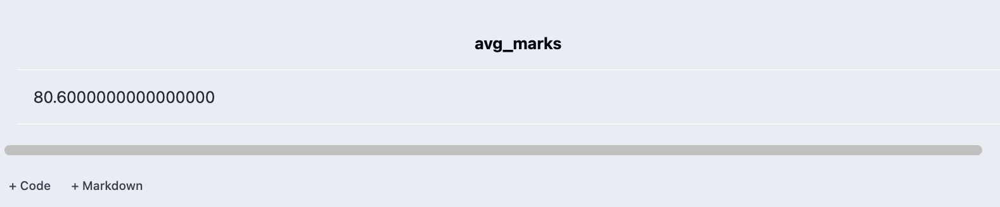 avg_marks
80.6000000000000000
+ Code + Markdown